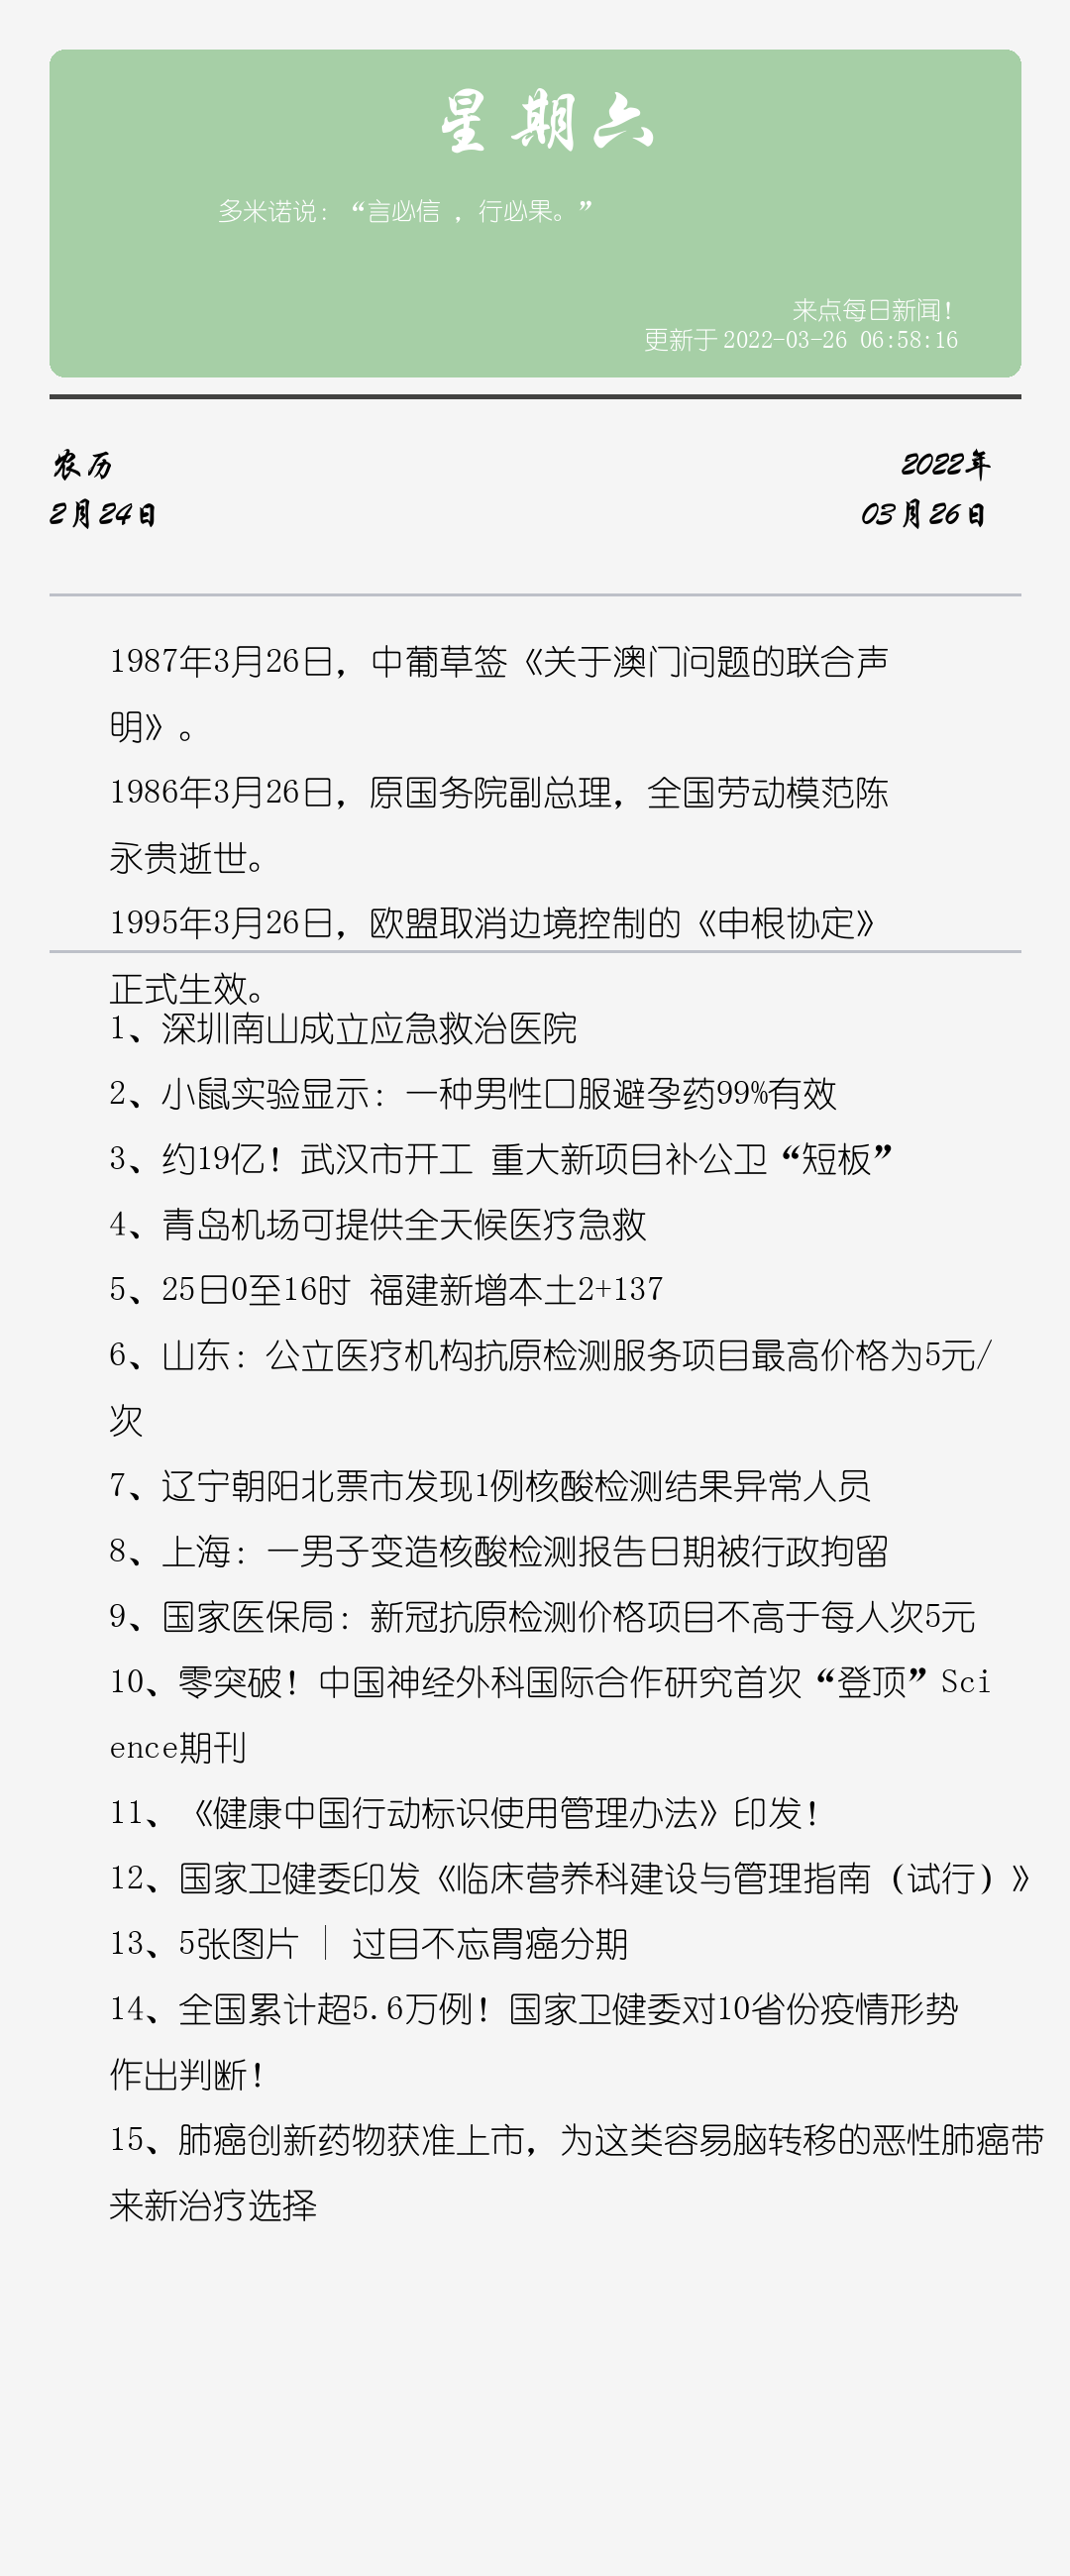 星期六
多米诺说：“言必信 ，行必果。”
来点每日新闻！
更新于 2022-03-26 06:58:16
农历
2月24日
2022年
03月26日
1987年3月26日，中葡草签《关于澳门问题的联合声
明》。
1986年3月26日，原国务院副总理，全国劳动模范陈
永贵逝世。
1995年3月26日，欧盟取消边境控制的《申根协定》
正式生效。
1、深圳南山成立应急救治医院
2、小鼠实验显示：一种男性口服避孕药99%有效
3、约19亿！武汉市开工 重大新项目补公卫“短板”
4、青岛机场可提供全天候医疗急救
5、25日0至16时 福建新增本土2+137
6、山东：公立医疗机构抗原检测服务项目最高价格为5元/
次
7、辽宁朝阳北票市发现1例核酸检测结果异常人员
8、上海：一男子变造核酸检测报告日期被行政拘留
9、国家医保局：新冠抗原检测价格项目不高于每人次5元
10、零突破！中国神经外科国际合作研究首次“登顶”Sci
ence期刊
11、《健康中国行动标识使用管理办法》印发！
12、国家卫健委印发《临床营养科建设与管理指南（试行）》
13、5张图片 │ 过目不忘胃癌分期
14、全国累计超5.6万例！国家卫健委对10省份疫情形势
作出判断！
15、肺癌创新药物获准上市，为这类容易脑转移的恶性肺癌带
来新治疗选择